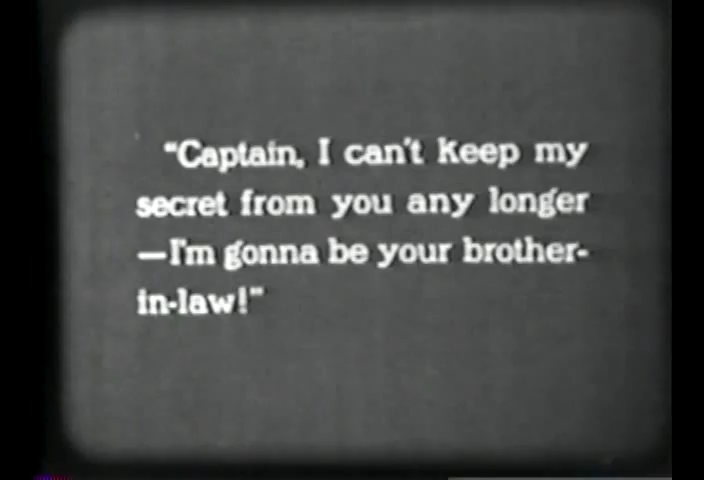 "Captain, I can't keep my
secret from you any longer
—I'm gonna be your brother-
in-law!"